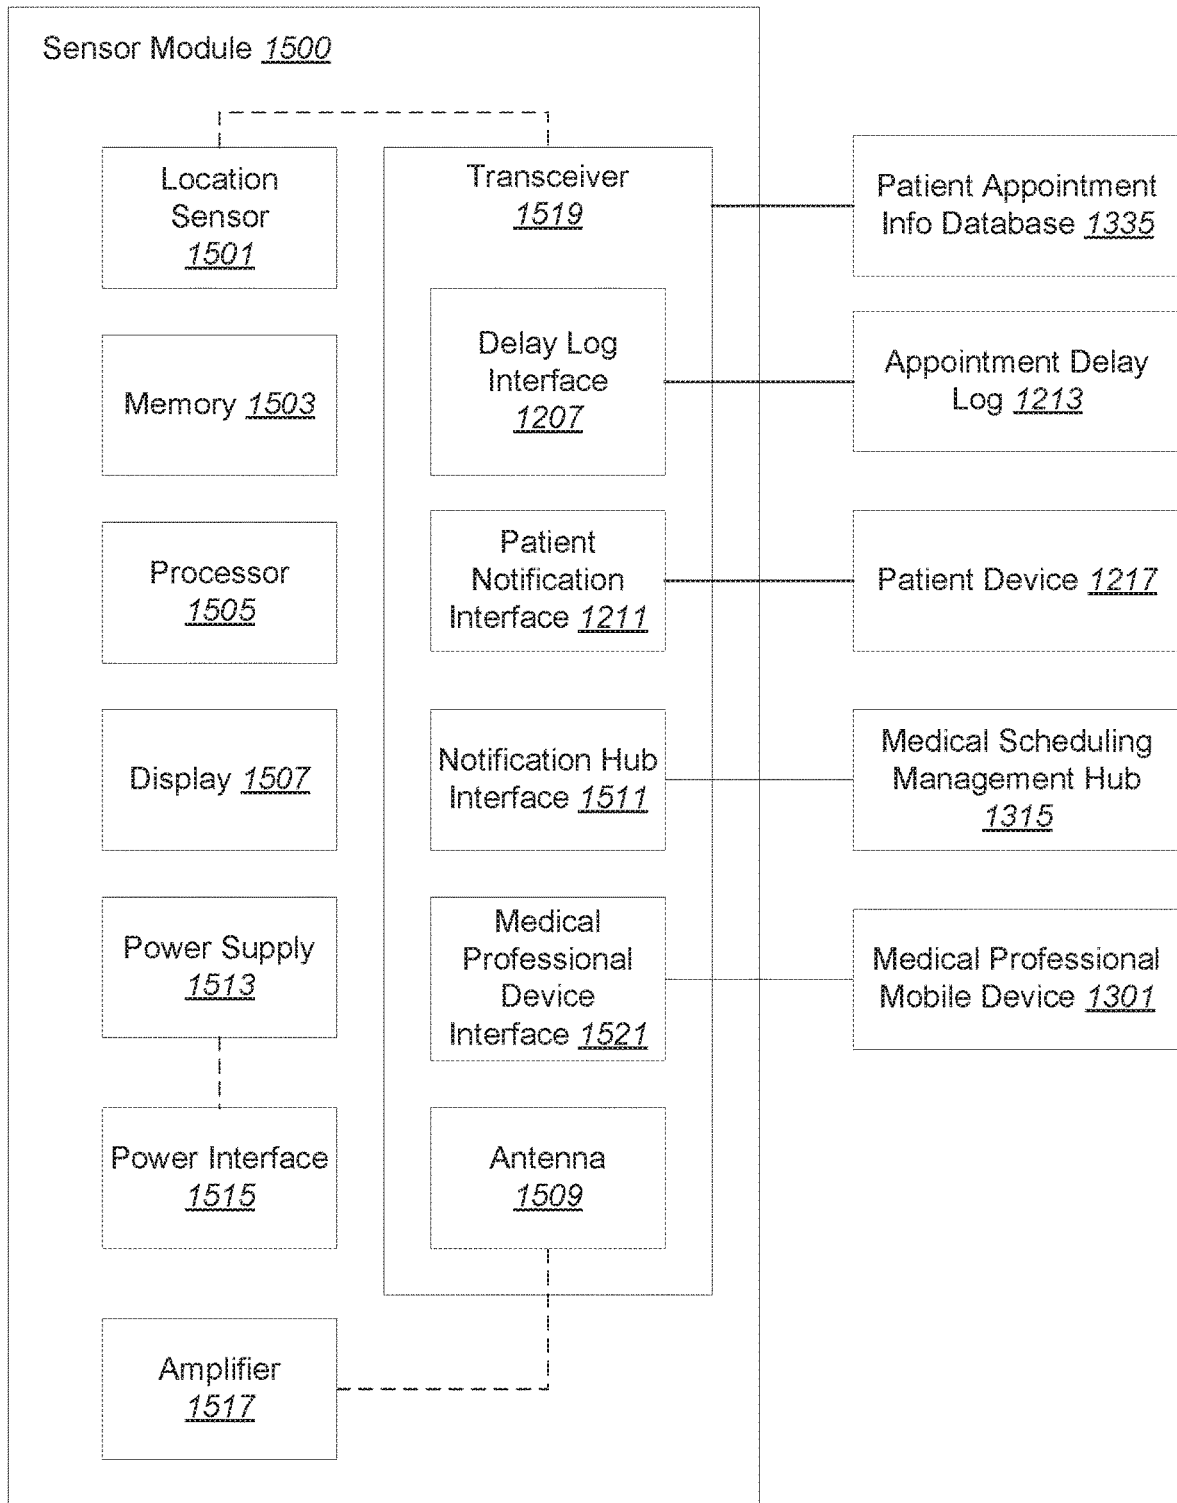 Sensor Module 1500
Location
Sensor
1501
Memory 1503
Processor
1505
Display 1507
Power Supply
1513
Power Interface
1515
Amplifier
1517
Transceiver
1519
Delay Log
Interface
1207
Patient
Notification
Interface 1211
Notification Hub
Interface 1511
Medical
Professional
Device
Interface 1521
Antenna
1509
Patient Appointment
Info Database 1335
Appointment Delay
Log 1213
Patient Device 1217
Medical Scheduling
Management Hub
1315
Medical Professional
Mobile Device 1301